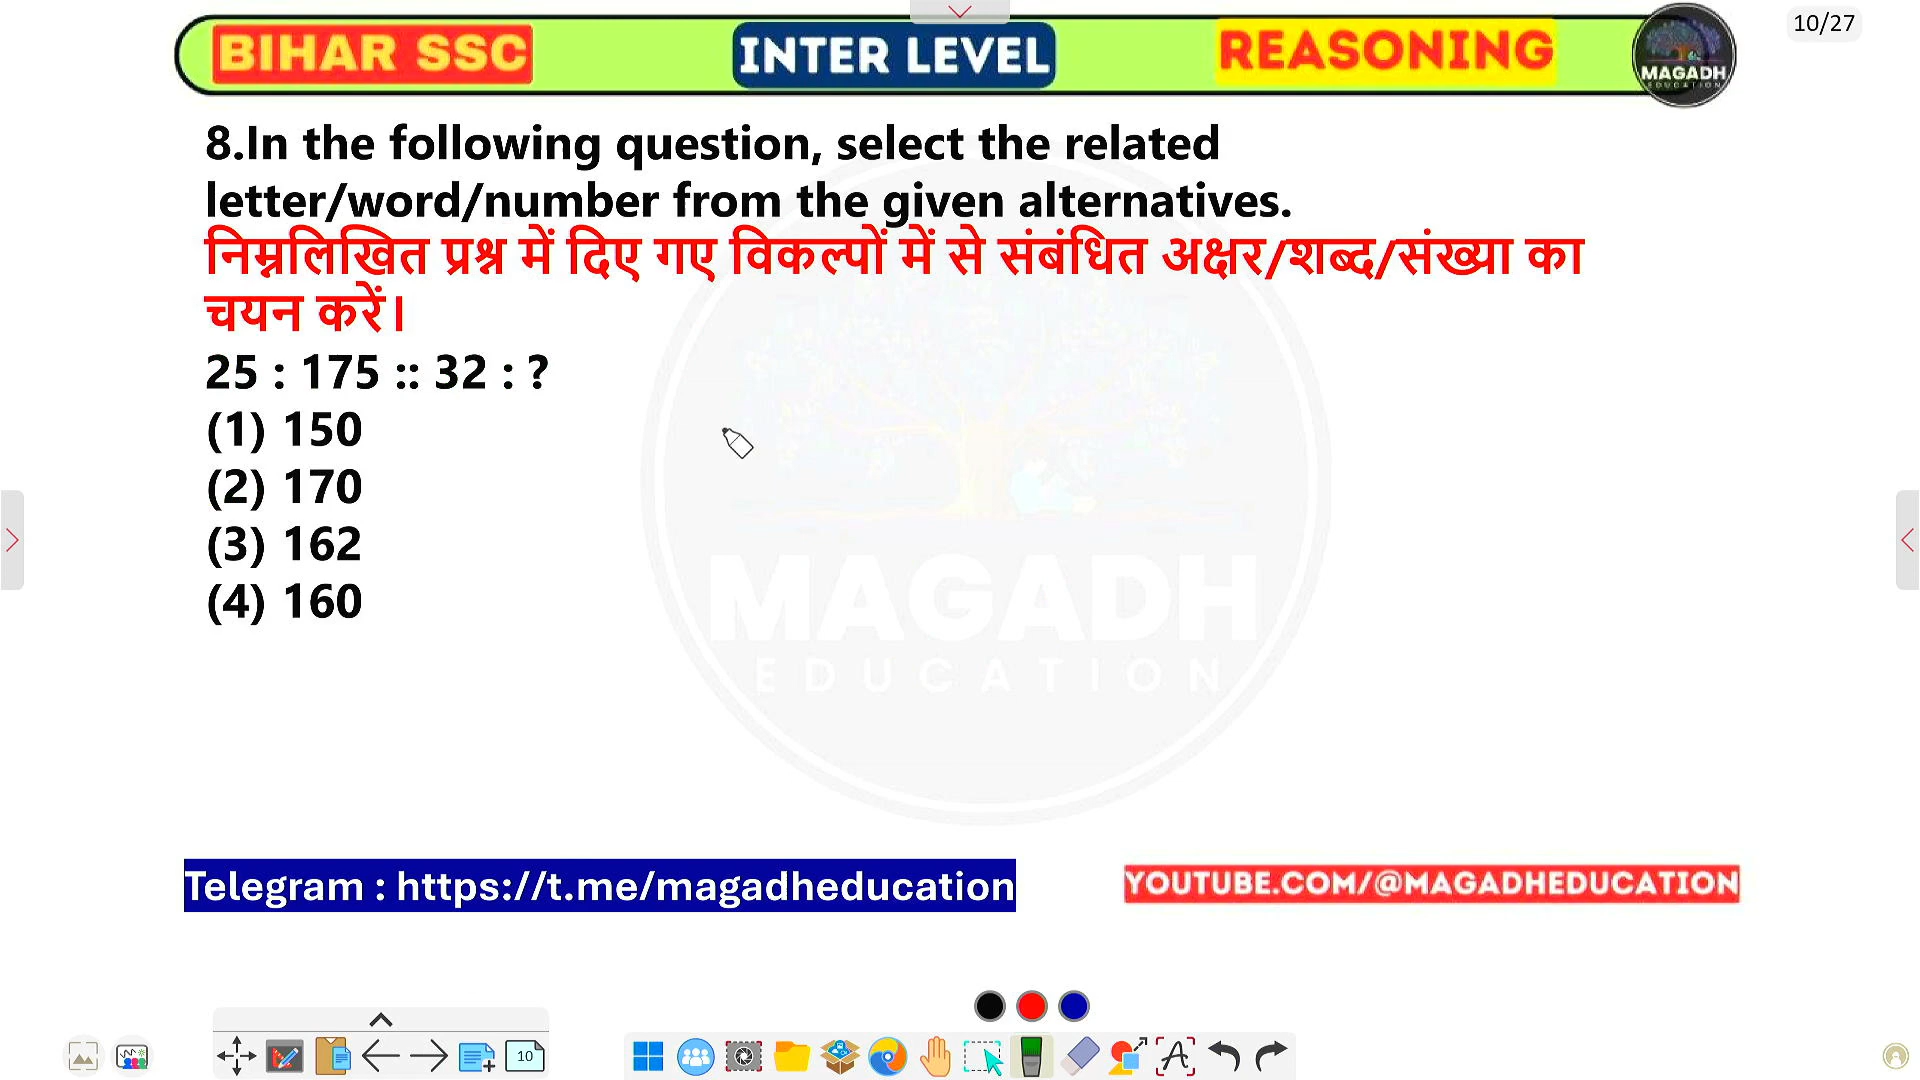 BIHAR SSC
INTER LEVEL
REASONING
MAGADH
EDUCATION
10/27
8.In the following question, select the related
letter/word/number from the given alternatives.
निम्नलिखित प्रश्न में दिए गए विकल्पों में से संबंधित अक्षर/शब्द/संख्या का
चयन करें।
25 : 175 :: 32 : ?
(1) 150
(2) 170
(3) 162
(4) 160
MAGADH
EDUCATION
Telegram : https://t.me/magadheducation
YOUTUBE.COM/@MAGADHEDUCATION
10